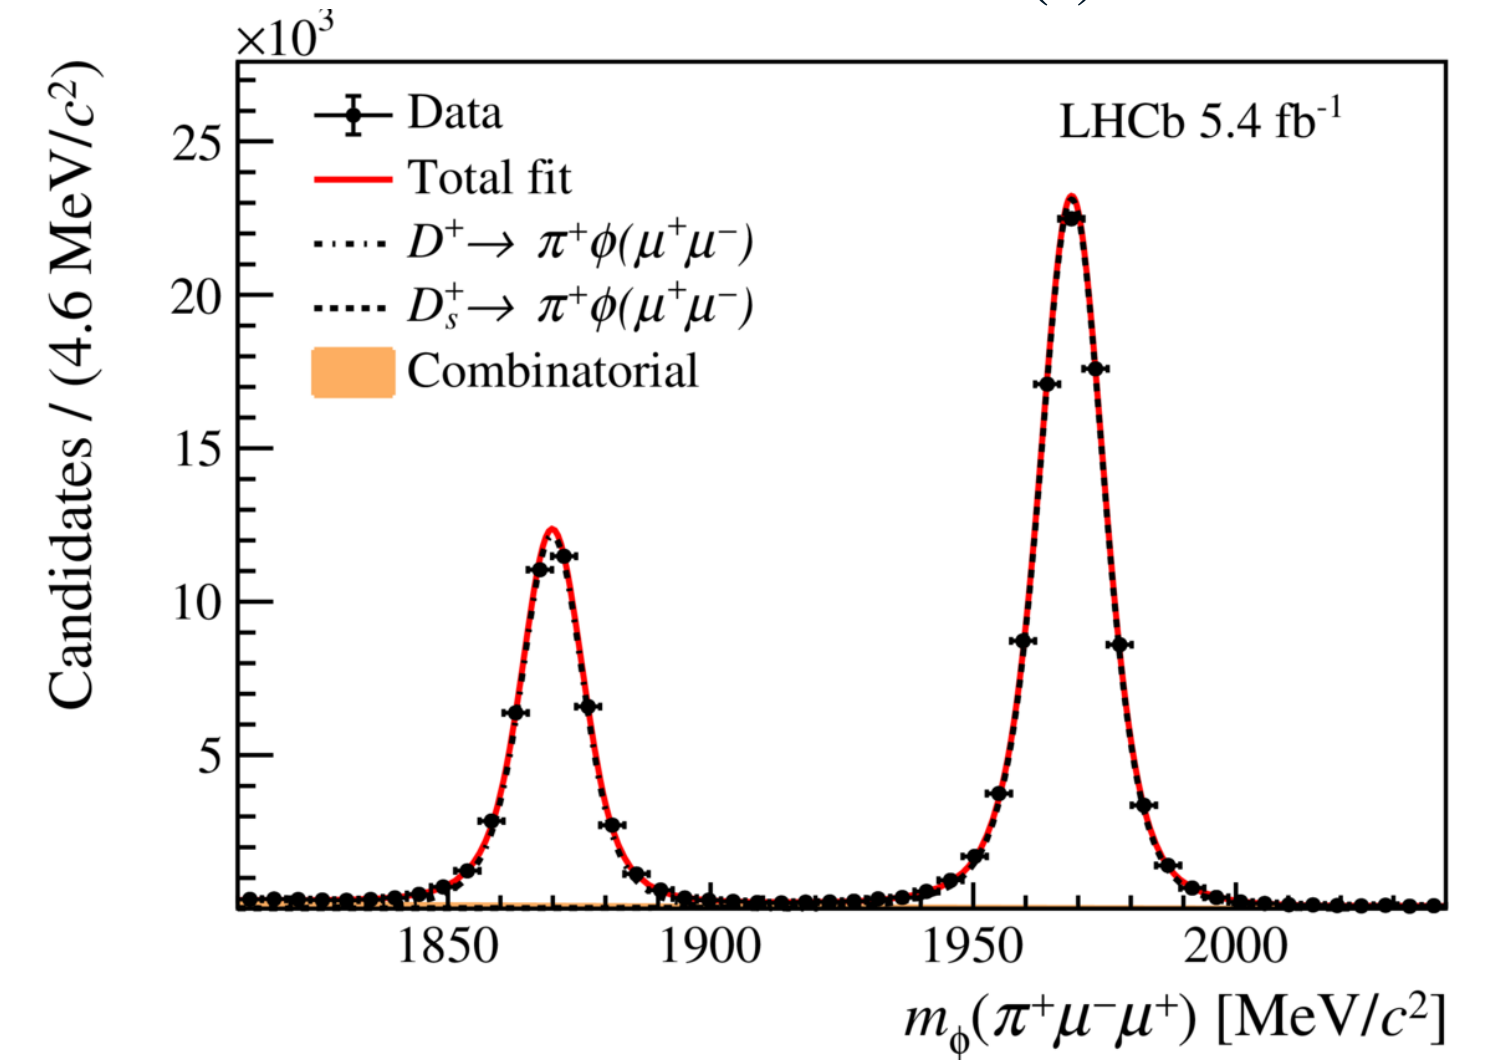 ×10³
Candidates / (4.6 MeV/c²)
25
20
15
10
5
Data
Total fit
D⁺→ π⁺ϕ(μ⁺μ⁻)
Dₛ⁺→ π⁺ϕ(μ⁺μ⁻)
Combinatorial
LHCb 5.4 fb⁻¹
1850 1900 1950 2000
m_ϕ(π⁺μ⁻μ⁺) [MeV/c²]